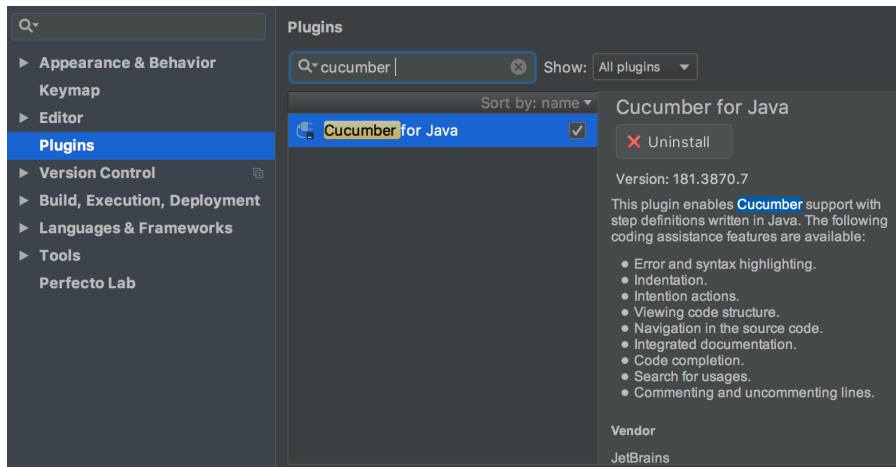 Appearance & Behavior
Keymap
Editor
Plugins
Version Control
Build, Execution, Deployment
Languages & Frameworks
Tools
Perfecto Lab
Plugins
cucumber
Show: All plugins
Sort by: name
Cucumber for Java
Cucumber for Java
Uninstall
Version: 181.3870.7
This plugin enables Cucumber support with
step definitions written in Java. The following
coding assistance features are available:
● Error and syntax highlighting.
● Indentation.
● Intention actions.
● Viewing code structure.
● Navigation in the source code.
● Integrated documentation.
● Code completion.
● Search for usages.
● Commenting and uncommenting lines.
Vendor
JetBrains